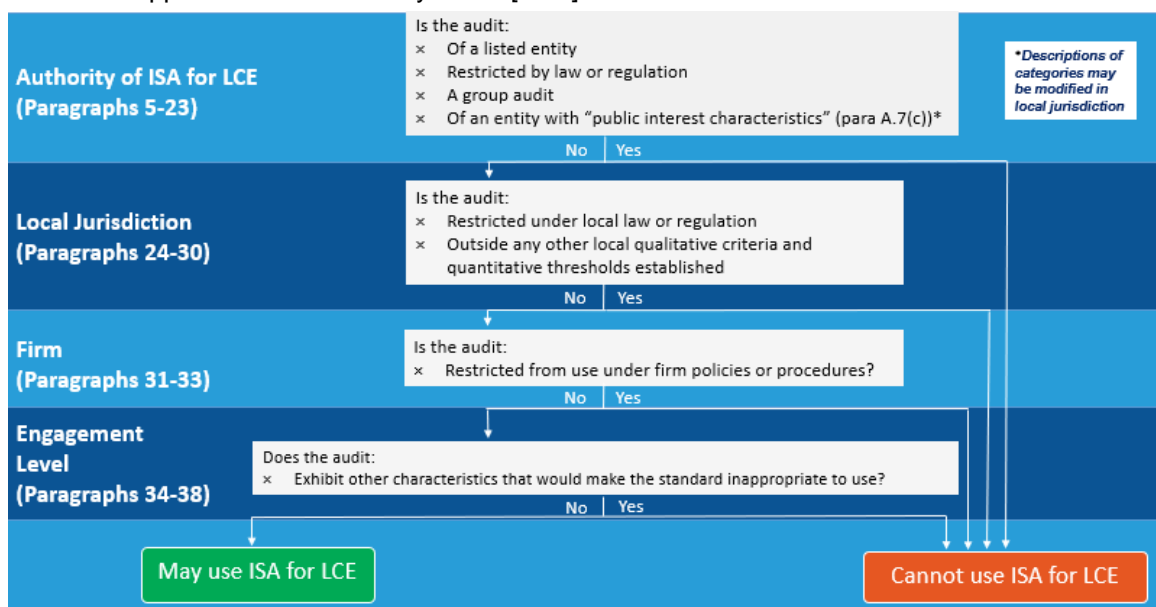 Is the audit:
× Of a listed entity
× Restricted by law or regulation
× A group audit
× Of an entity with “public interest characteristics” (para A.7(c))*
Authority of ISA for LCE
(Paragraphs 5-23)
*Descriptions of
categories may
be modified in
local jurisdiction
No Yes
Is the audit:
× Restricted under local law or regulation
× Outside any other local qualitative criteria and
quantitative thresholds established
Local Jurisdiction
(Paragraphs 24-30)
No Yes
Is the audit:
× Restricted from use under firm policies or procedures?
Firm
(Paragraphs 31-33)
No Yes
Engagement
Level
(Paragraphs 34-38)
Does the audit:
× Exhibit other characteristics that would make the standard inappropriate to use?
No Yes
May use ISA for LCE
Cannot use ISA for LCE